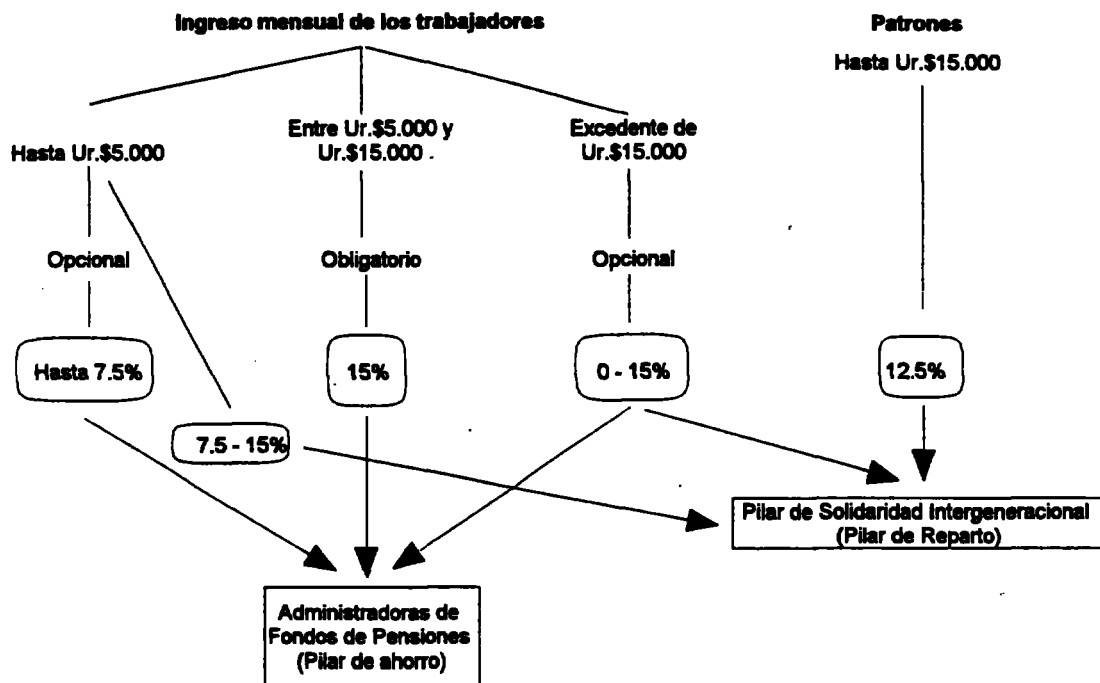 Ingreso mensual de los trabajadores
Patrones
Hasta Ur.$15.000
Hasta Ur.$5.000
Entre Ur.$5.000 y
Ur.$15.000
Excedente de
Ur.$15.000
Opcional
Obligatorio
Opcional
Hasta 7.5%
15%
0 - 15%
12.5%
7.5 - 15%
Pilar de Solidaridad Intergeneracional
(Pilar de Reparto)
Administradoras de
Fondos de Pensiones
(Pilar de ahorro)